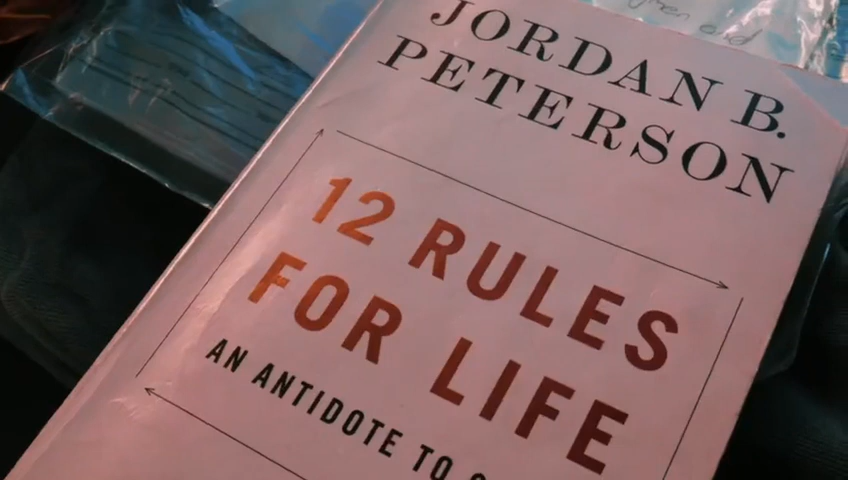 JORDAN B.
PETERSON
12 RULES
FOR LIFE
AN ANTIDOTE TO